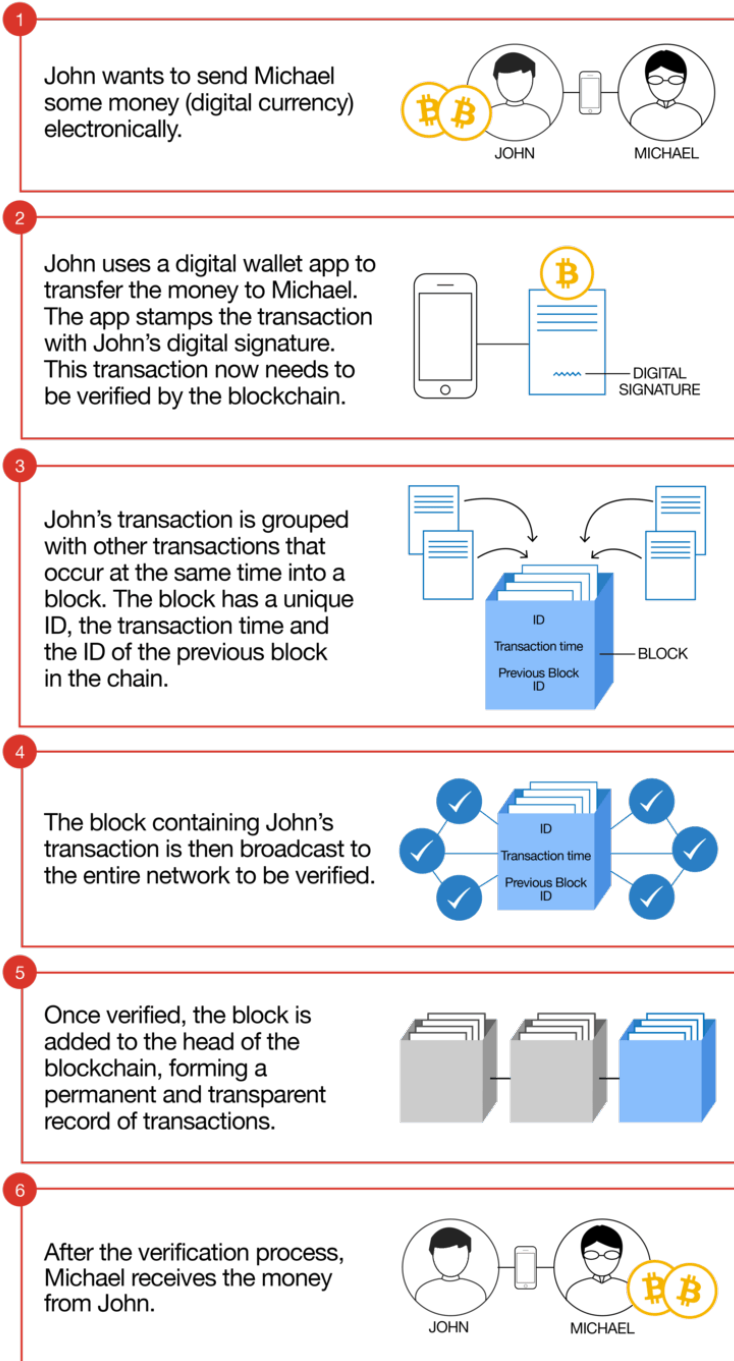 1
John wants to send Michael
some money (digital currency)
electronically.
JOHN
MICHAEL
2
John uses a digital wallet app to
transfer the money to Michael.
The app stamps the transaction
with John’s digital signature.
This transaction now needs to
be verified by the blockchain.
DIGITAL
SIGNATURE
3
John’s transaction is grouped
with other transactions that
occur at the same time into a
block. The block has a unique
ID, the transaction time and
the ID of the previous block
in the chain.
ID
Transaction time
Previous Block
ID
BLOCK
4
The block containing John’s
transaction is then broadcast to
the entire network to be verified.
ID
Transaction time
Previous Block
ID
5
Once verified, the block is
added to the head of the
blockchain, forming a
permanent and transparent
record of transactions.
6
After the verification process,
Michael receives the money
from John.
JOHN
MICHAEL